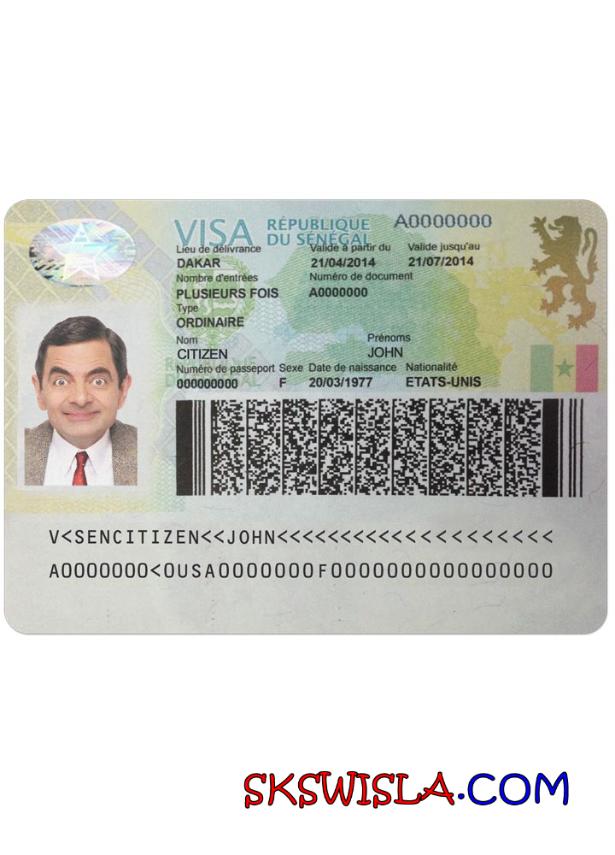 VISA RÉPUBLIQUE DU SÉNÉGAL A0000000
Lieu de délivrance Valide à partir du Valide jusqu'au
DAKAR 21/04/2014 21/07/2014
Nombre d'entrées Numéro de document
PLUSIEURS FOIS A0000000
Type
ORDINAIRE
Nom Prénoms
CITIZEN JOHN
Numéro de passeport Sexe Date de naissance Nationalité
000000000 F 20/03/1977 ETATS-UNIS
V<SENCITIZEN<<JOHN<<<<<<<<<<<<<<<<<<<<
A0000000<0USA0000000F00000000000000000
SKSWISLA.COM